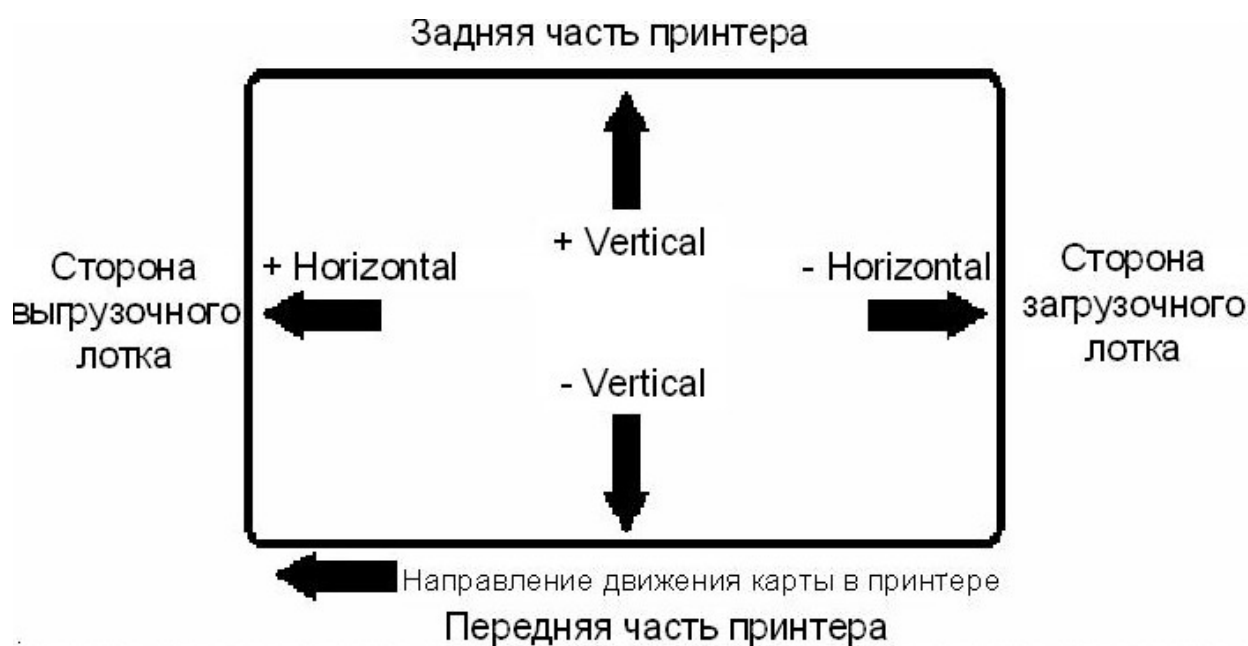 Задняя часть принтера
+ Vertical
+ Horizontal
- Horizontal
Сторона
выгрузочного
лотка
Сторона
загрузочного
лотка
- Vertical
Направление движения карты в принтере
Передняя часть принтера